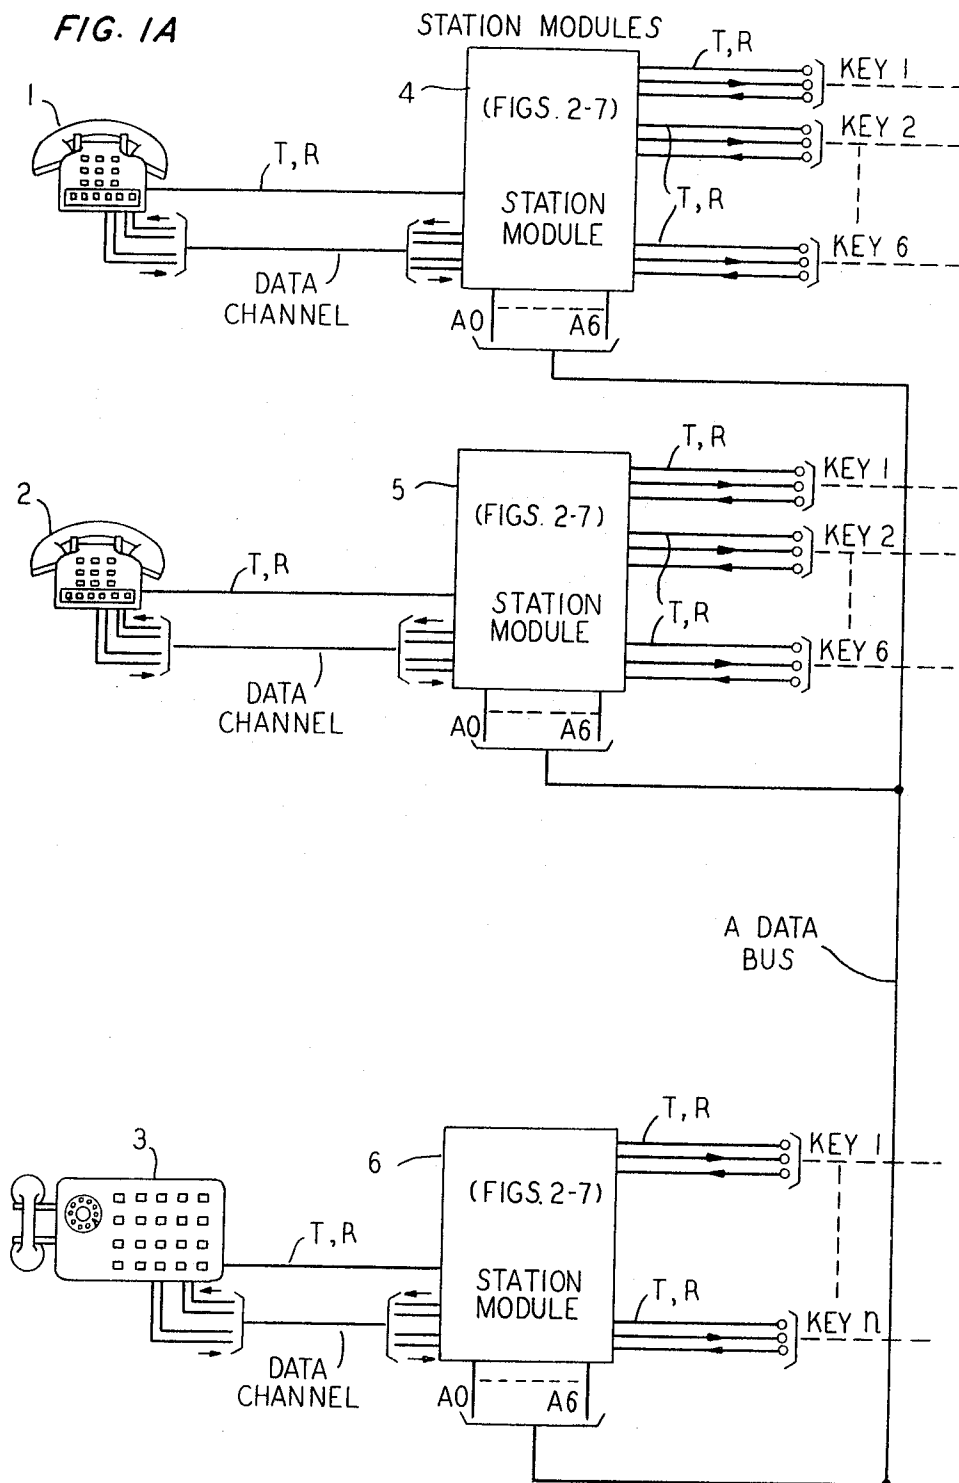 FIG. 1A
STATION MODULES
1
T, R
4
(FIGS. 2-7)
STATION
MODULE
T, R
KEY 1
KEY 2
T, R
KEY 6
DATA
CHANNEL
A0
A6
2
T, R
5
(FIGS. 2-7)
STATION
MODULE
T, R
KEY 1
KEY 2
T, R
T, R
KEY 6
DATA
CHANNEL
A0
A6
A DATA
BUS
3
T, R
6
(FIGS. 2-7)
STATION
MODULE
T, R
KEY 1
T, R
KEY n
DATA
CHANNEL
A0
A6